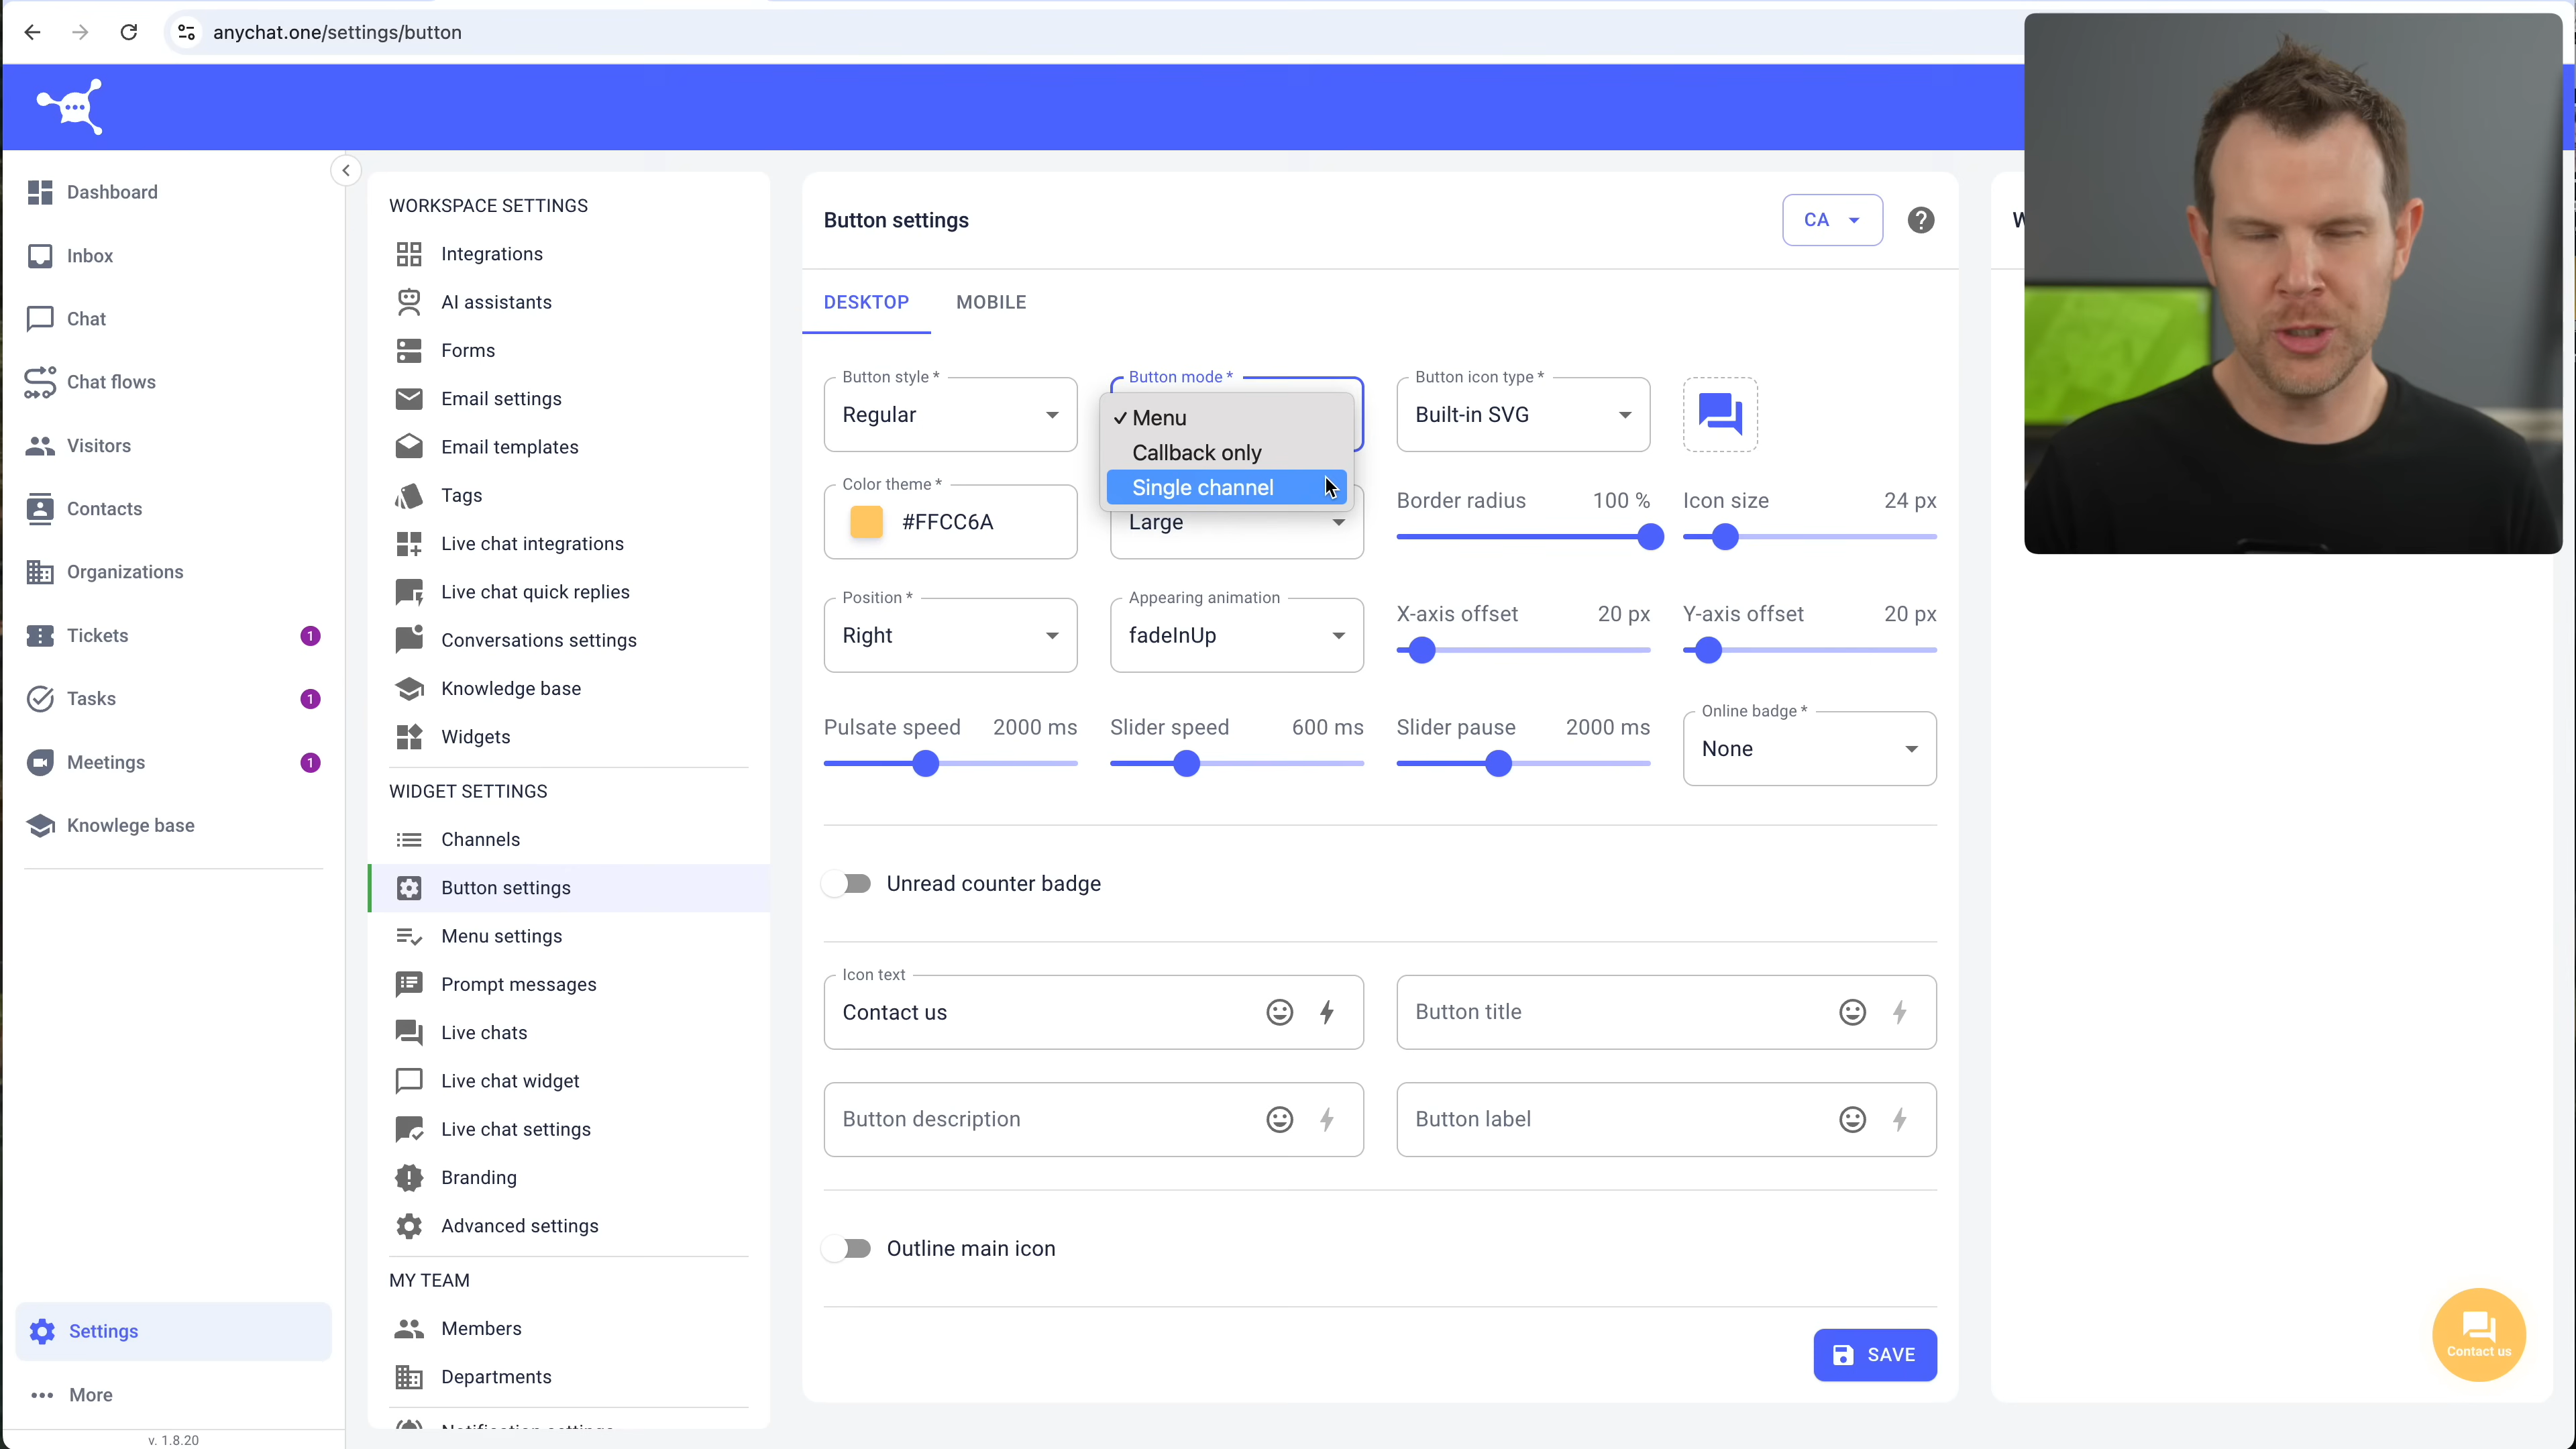 anychat.one/settings/button
Dashboard
Inbox
Chat
Chat flows
Visitors
Contacts
Organizations
Tickets 1
Tasks 1
Meetings 1
Knowlege base
Settings
More
v. 1.8.20
WORKSPACE SETTINGS
Integrations
AI assistants
Forms
Email settings
Email templates
Tags
Live chat integrations
Live chat quick replies
Conversations settings
Knowledge base
Widgets
WIDGET SETTINGS
Channels
Button settings
Menu settings
Prompt messages
Live chats
Live chat widget
Live chat settings
Branding
Advanced settings
MY TEAM
Members
Departments
Button settings
CA
DESKTOP MOBILE
Button style *
Regular
Button mode *
Menu
Callback only
Single channel
Button icon type *
Built-in SVG
Color theme *
#FFCC6A
Large
Border radius 100 %
Icon size 24 px
Position *
Right
Appearing animation
fadeInUp
X-axis offset 20 px
Y-axis offset 20 px
Pulsate speed 2000 ms
Slider speed 600 ms
Slider pause 2000 ms
Online badge *
None
Unread counter badge
Icon text
Contact us
Button title
Button description
Button label
Outline main icon
SAVE
Contact us